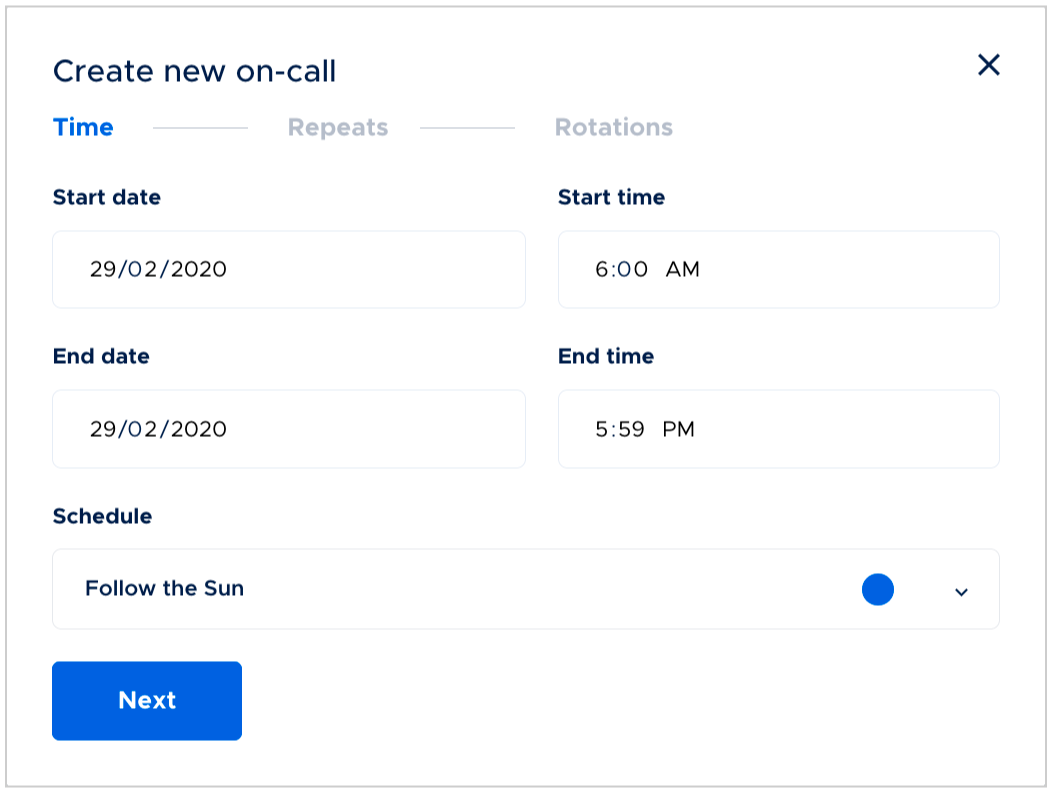 Create new on-call
Time Repeats Rotations
Start date Start time
29/02/2020 6:00 AM
End date End time
29/02/2020 5:59 PM
Schedule
Follow the Sun
Next